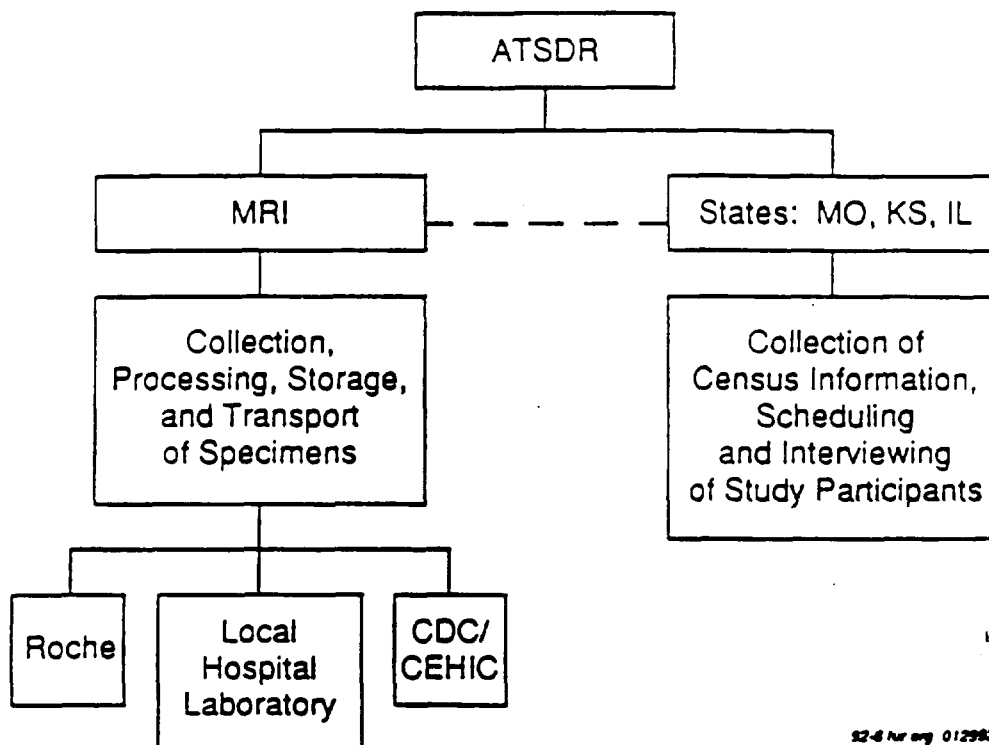 ATSDR
MRI
States: MO, KS, IL
Collection,
Processing, Storage,
and Transport
of Specimens
Collection of
Census Information,
Scheduling
and Interviewing
of Study Participants
Roche
Local
Hospital
Laboratory
CDC/
CEHIC